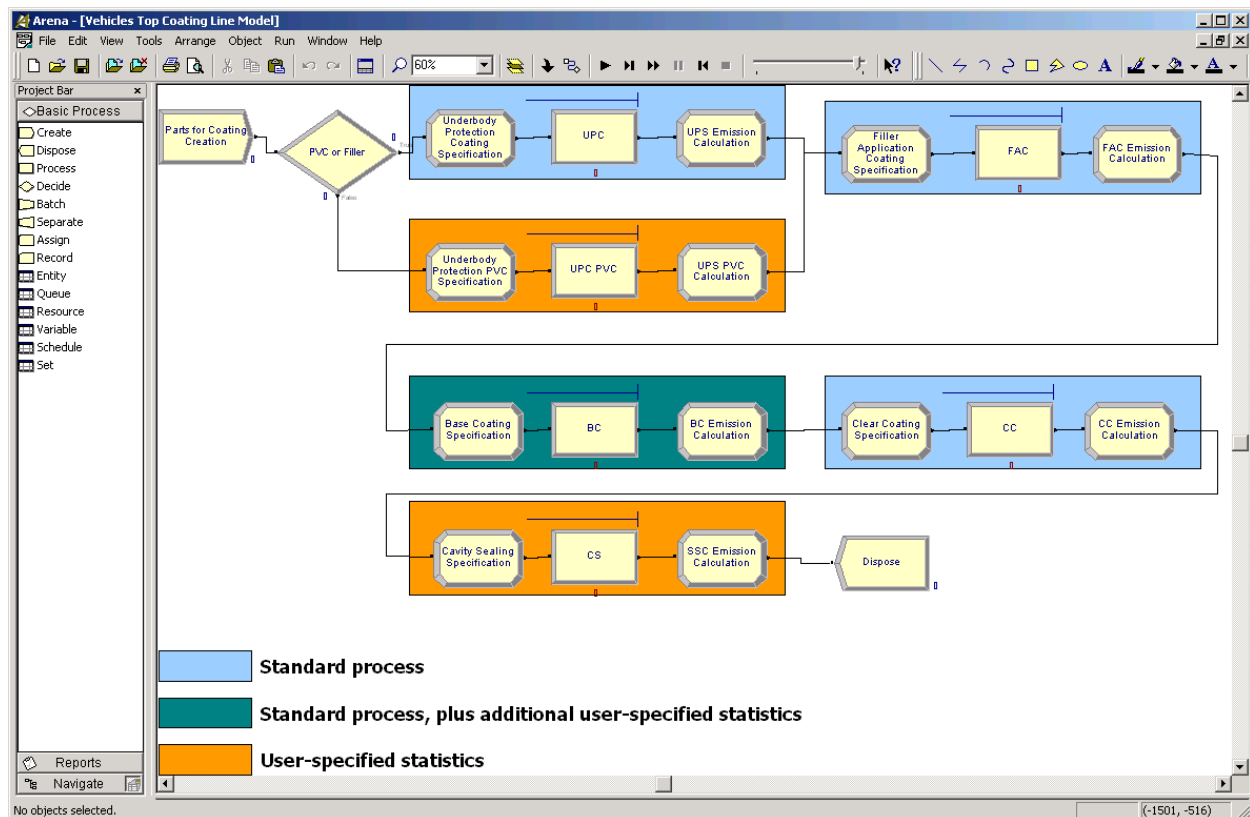 Arena - [Vehicles Top Coating Line Model]
File Edit View Tools Arrange Object Run Window Help
60%
Project Bar
Basic Process
Create
Dispose
Process
Decide
Batch
Separate
Assign
Record
Entity
Queue
Resource
Variable
Schedule
Set
Reports
Navigate
Parts for Coating
Creation
PVC or Filler
True
False
Underbody
Protection
Coating
Specification
UPC
UPS Emission
Calculation
Filler
Application
Coating
Specification
FAC
FAC Emission
Calculation
Underbody
Protection PVC
Specification
UPC PVC
UPS PVC
Calculation
Base Coating
Specification
BC
BC Emission
Calculation
Clear Coating
Specification
CC
CC Emission
Calculation
Cavity Sealing
Specification
CS
SSC Emission
Calculation
Dispose
Standard process
Standard process, plus additional user-specified statistics
User-specified statistics
No objects selected.
(-1501, -516)